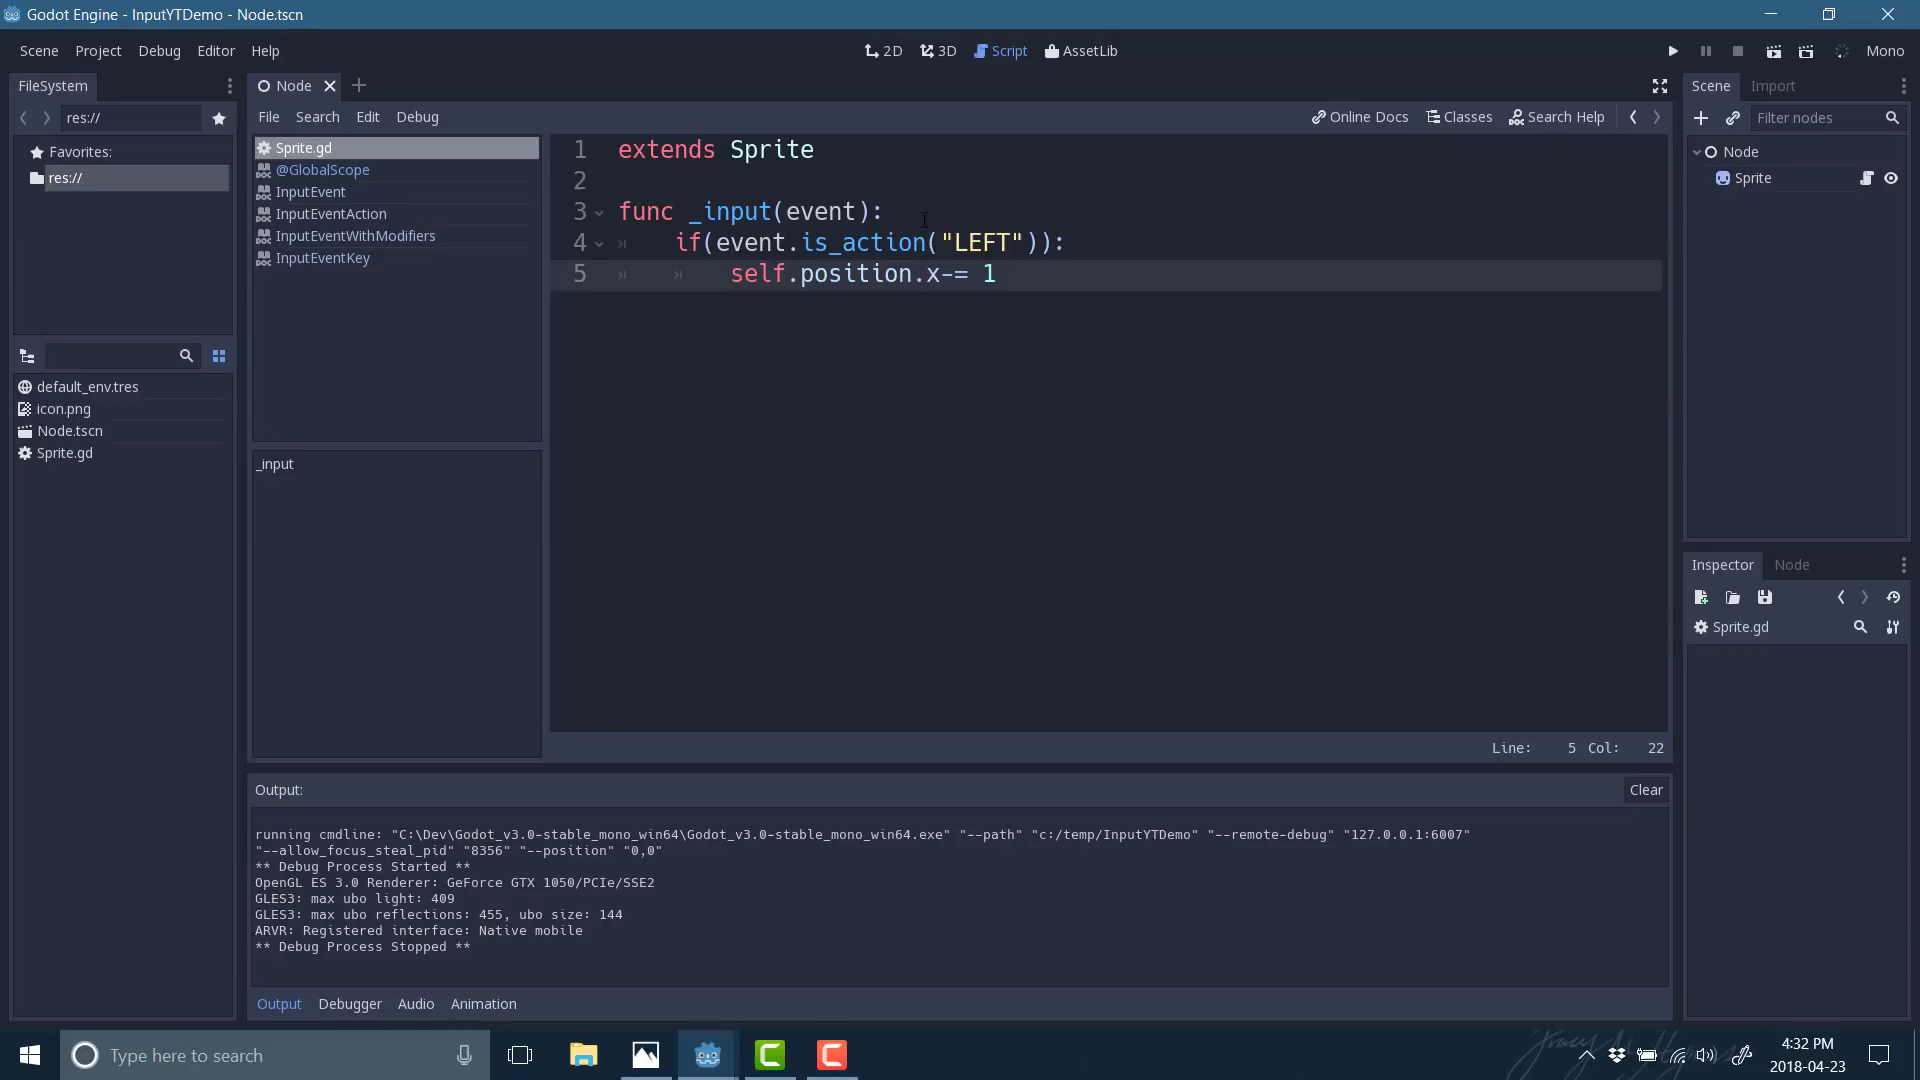 Godot Engine - InputYTDemo - Node.tscn
Scene Project Debug Editor Help 2D 3D Script AssetLib Mono
FileSystem Node Scene Import
res:// File Search Edit Debug Online Docs Classes Search Help Filter nodes
Favorites:
res://
default_env.tres
icon.png
Node.tscn
Sprite.gd
Sprite.gd
@GlobalScope
InputEvent
InputEventAction
InputEventWithModifiers
InputEventKey
_input
1 extends Sprite
2
3 func _input(event):
4 if(event.is_action("LEFT")):
5 self.position.x-= 1
Line: 5 Col: 22
Node
Sprite
Inspector Node
Sprite.gd
Output: Clear
running cmdline: "C:\Dev\Godot_v3.0-stable_mono_win64\Godot_v3.0-stable_mono_win64.exe" "--path" "c:/temp/InputYTDemo" "--remote-debug" "127.0.0.1:6007"
"--allow_focus_steal_pid" "8356" "--position" "0,0"
** Debug Process Started **
OpenGL ES 3.0 Renderer: GeForce GTX 1050/PCIe/SSE2
GLES3: max ubo light: 409
GLES3: max ubo reflections: 455, ubo size: 144
ARVR: Registered interface: Native mobile
** Debug Process Stopped **
Output Debugger Audio Animation
Type here to search
4:32 PM
2018-04-23